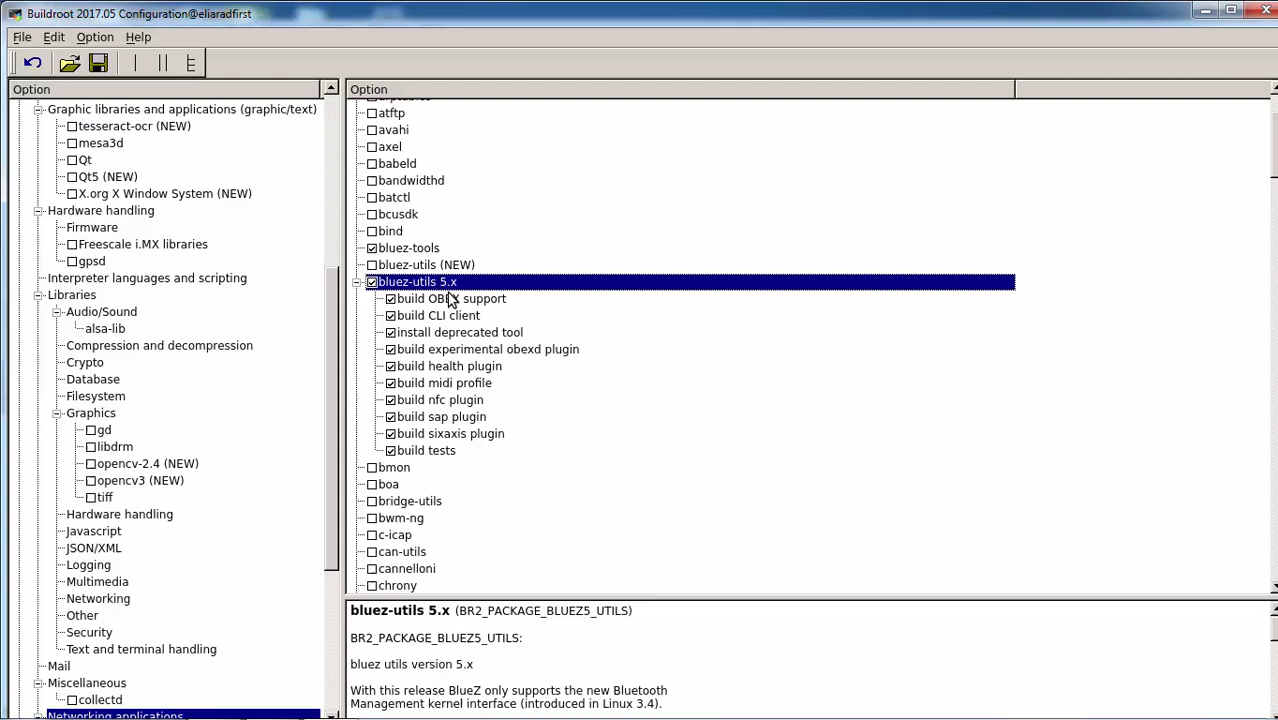 Buildroot 2017.05 Configuration@eliaradfirst
File Edit Option Help
Option
Graphic libraries and applications (graphic/text)
tesseract-ocr (NEW)
mesa3d
Qt
Qt5 (NEW)
X.org X Window System (NEW)
Hardware handling
Firmware
Freescale i.MX libraries
gpsd
Interpreter languages and scripting
Libraries
Audio/Sound
alsa-lib
Compression and decompression
Crypto
Database
Filesystem
Graphics
gd
libdrm
opencv-2.4 (NEW)
opencv3 (NEW)
tiff
Hardware handling
Javascript
JSON/XML
Logging
Multimedia
Networking
Other
Security
Text and terminal handling
Mail
Miscellaneous
collectd
Networking applications
Option
atftp
avahi
axel
babeld
bandwidthd
batctl
bcusdk
bind
bluez-tools
bluez-utils (NEW)
bluez-utils 5.x
build OBEX support
build CLI client
install deprecated tool
build experimental obexd plugin
build health plugin
build midi profile
build nfc plugin
build sap plugin
build sixaxis plugin
build tests
bmon
boa
bridge-utils
bwm-ng
c-icap
can-utils
cannelloni
chrony
bluez-utils 5.x (BR2_PACKAGE_BLUEZ5_UTILS)
BR2_PACKAGE_BLUEZ5_UTILS:
bluez utils version 5.x
With this release BlueZ only supports the new Bluetooth
Management kernel interface (introduced in Linux 3.4).